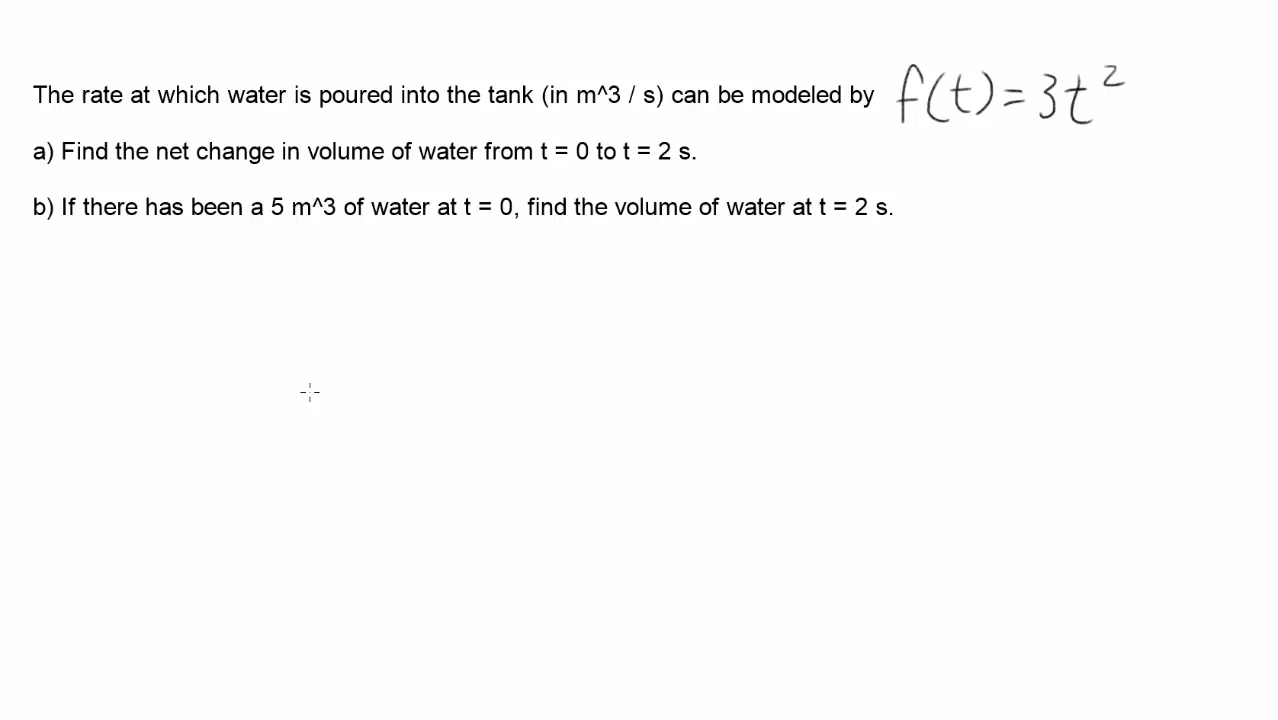 The rate at which water is poured into the tank (in m^3 / s) can be modeled by f(t) = 3t²
a) Find the net change in volume of water from t = 0 to t = 2 s.
b) If there has been a 5 m^3 of water at t = 0, find the volume of water at t = 2 s.